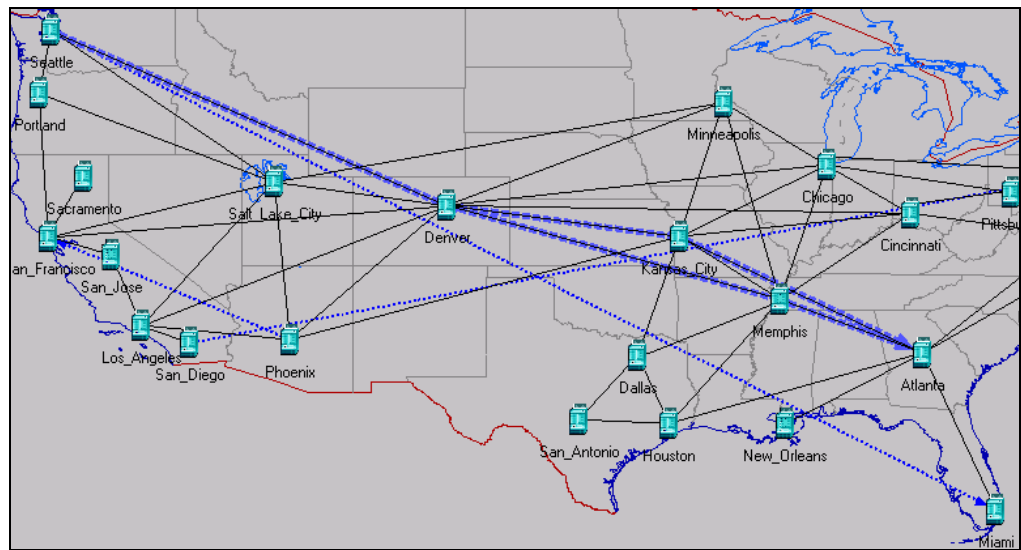 Seattle
Portland
Minneapolis
Chicago
Sacramento
Salt_Lake_City
Pittsbu
Denver
Cincinnati
an_Francisco
Kansas_City
San_Jose
Memphis
Los_Angeles
San_Diego
Phoenix
Dallas
Atlanta
San_Antonio
Houston
New_Orleans
Miami